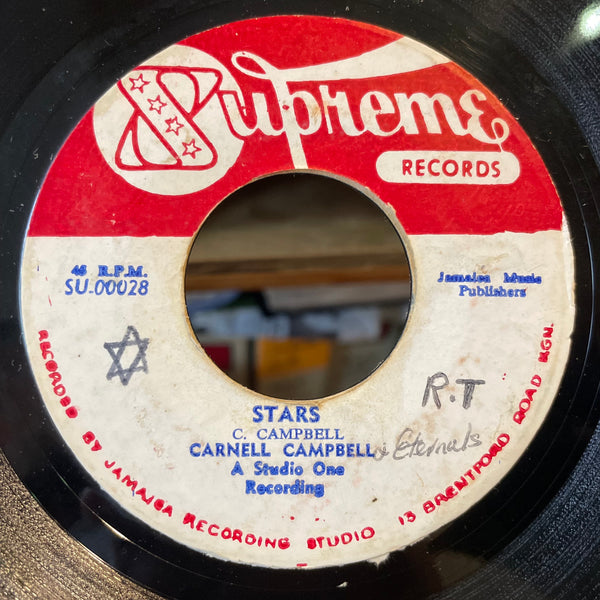 Supreme
RECORDS
45 R.P.M.
SU-00028
Jamaica Music
Publishers
R.T
STARS
C. CAMPBELL
CARNELL CAMPBELL & Eternals
A Studio One
Recording
RECORDED BY JAMAICA RECORDING STUDIO 13 BRENTFORD ROAD KGN.